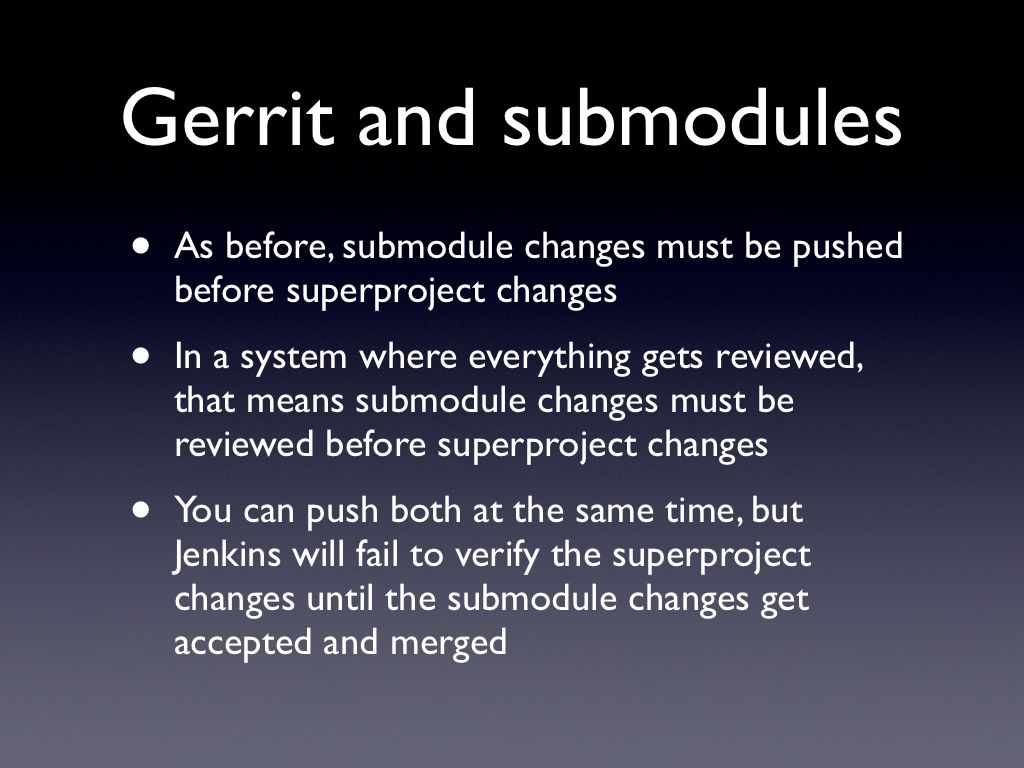 Gerrit and submodules
• As before, submodule changes must be pushed
before superproject changes
• In a system where everything gets reviewed,
that means submodule changes must be
reviewed before superproject changes
• You can push both at the same time, but
Jenkins will fail to verify the superproject
changes until the submodule changes get
accepted and merged